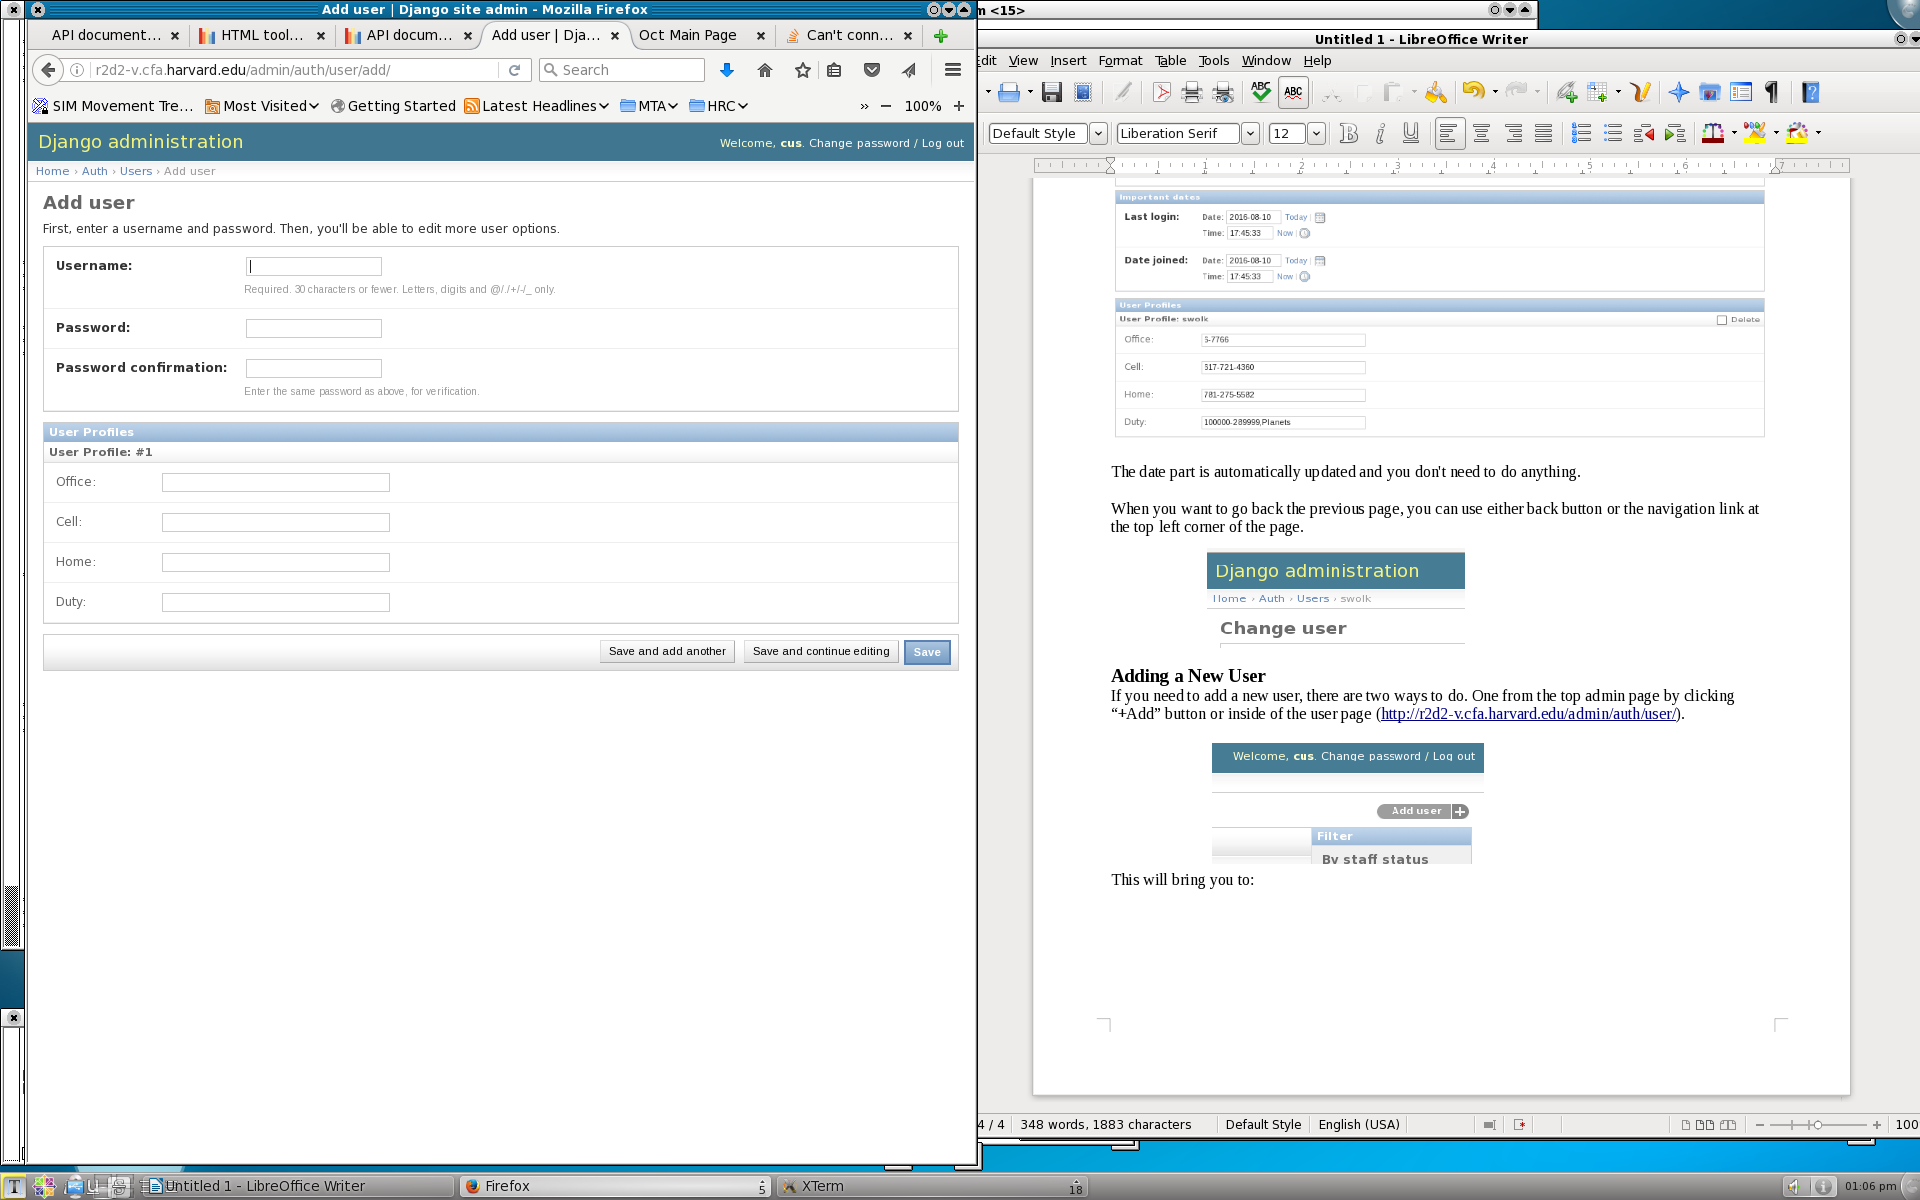 Add user | Django site admin - Mozilla Firefox
API document...
HTML tool...
API docum...
Add user | Dja...
Oct Main Page
Can't conn...
r2d2-v.cfa.harvard.edu/admin/auth/user/add/
Search
SIM Movement Tre...
Most Visited
Getting Started
Latest Headlines
MTA
HRC
»
100%
Django administration
Welcome, cus. Change password / Log out
Home › Auth › Users › Add user
Add user
First, enter a username and password. Then, you'll be able to edit more user options.
Username:
Required. 30 characters or fewer. Letters, digits and @/./+/-/_ only.
Password:
Password confirmation:
Enter the same password as above, for verification.
User Profiles
User Profile: #1
Office:
Cell:
Home:
Duty:
Save and add another
Save and continue editing
Save
<15>
Untitled 1 - LibreOffice Writer
View Insert Format Table Tools Window Help
ABC
ABC
Default Style
Liberation Serif
12
1 2 3 4 5 6 7
Important dates
Last login:
Date: 2016-08-10 Today
Time: 17:45:33 Now
Date joined:
Date: 2016-08-10 Today
Time: 17:45:33 Now
User Profiles
User Profile: swolk
Delete
Office: 5-7766
Cell: 617-721-4360
Home: 781-275-5582
Duty: 100000-289999,Planets
The date part is automatically updated and you don't need to do anything.
When you want to go back the previous page, you can use either back button or the navigation link at
the top left corner of the page.
Django administration
Home › Auth › Users › swolk
Change user
Adding a New User
If you need to add a new user, there are two ways to do. One from the top admin page by clicking
“+Add” button or inside of the user page (http://r2d2-v.cfa.harvard.edu/admin/auth/user/).
Welcome, cus. Change password / Log out
Add user
Filter
By staff status
This will bring you to:
4 / 4
348 words, 1883 characters
Default Style
English (USA)
100
Untitled 1 - LibreOffice Writer
Firefox
5
XTerm
18
01:06 pm